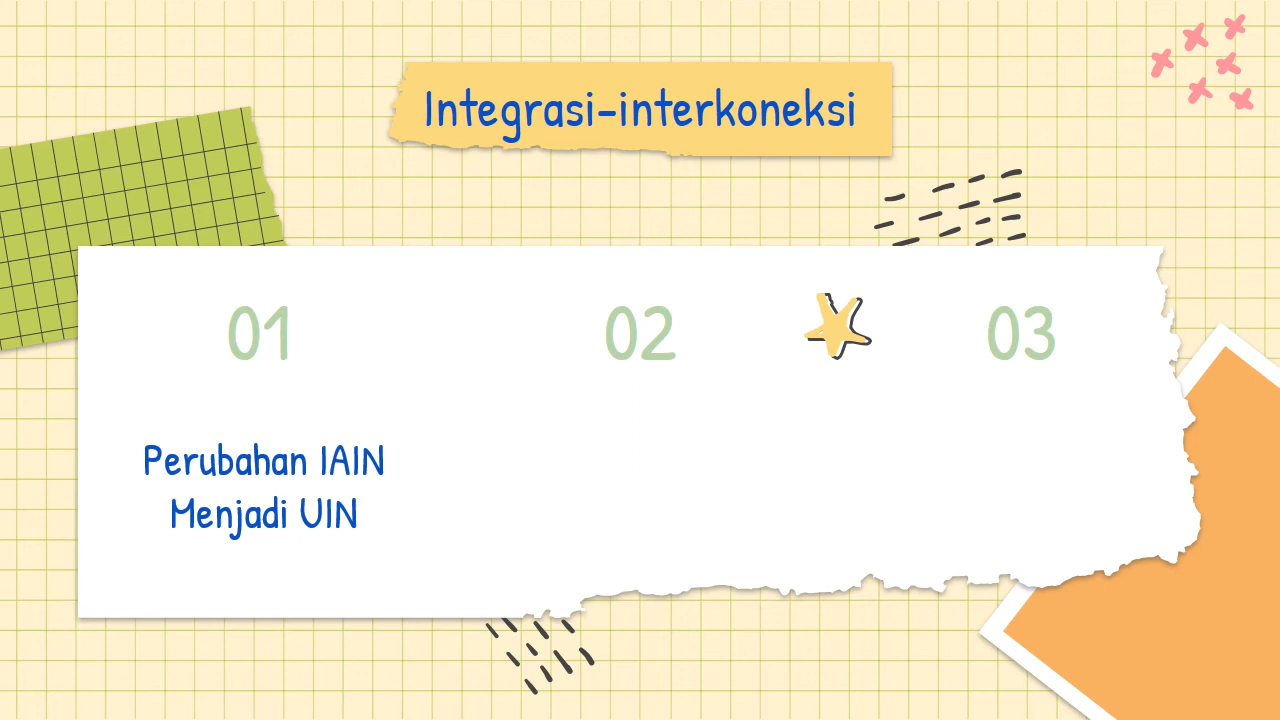 Integrasi-interkoneksi
01
02
03
Perubahan IAIN
Menjadi UIN